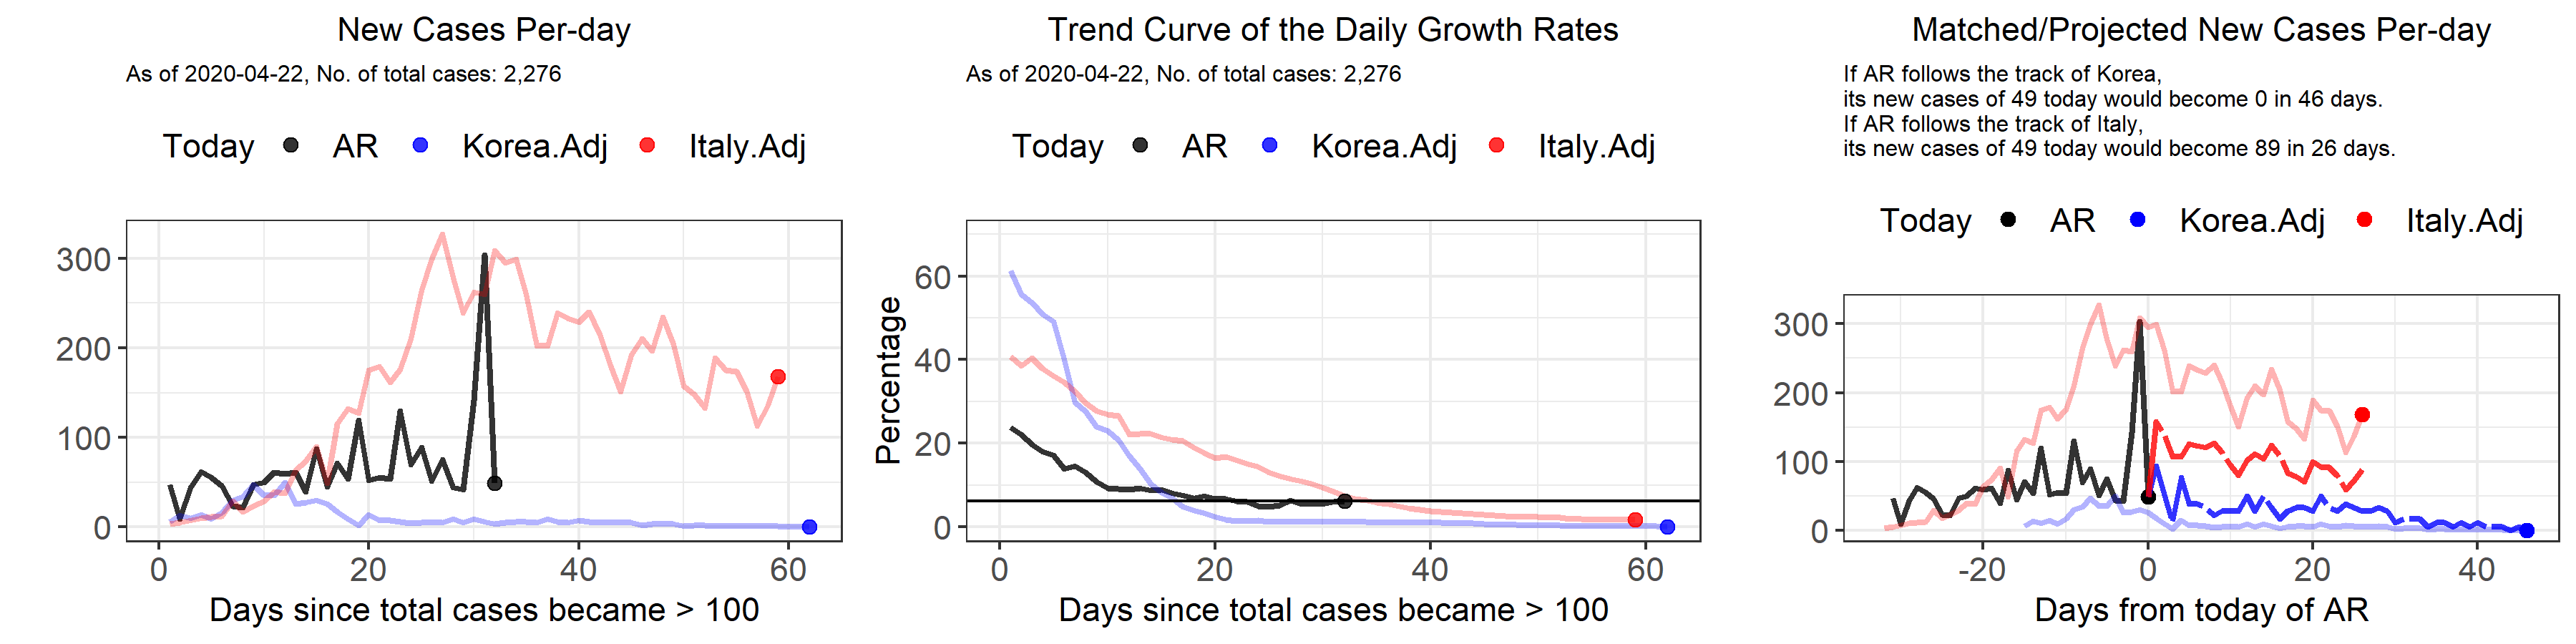 New Cases Per-day
As of 2020-04-22, No. of total cases: 2,276
Today AR Korea.Adj Italy.Adj
300
200
100
0
0 20 40 60
Days since total cases became > 100
Trend Curve of the Daily Growth Rates
As of 2020-04-22, No. of total cases: 2,276
Today AR Korea.Adj Italy.Adj
Percentage
60
40
20
0
0 20 40 60
Days since total cases became > 100
Matched/Projected New Cases Per-day
If AR follows the track of Korea,
its new cases of 49 today would become 0 in 46 days.
If AR follows the track of Italy,
its new cases of 49 today would become 89 in 26 days.
Today AR Korea.Adj Italy.Adj
300
200
100
0
-20 0 20 40
Days from today of AR